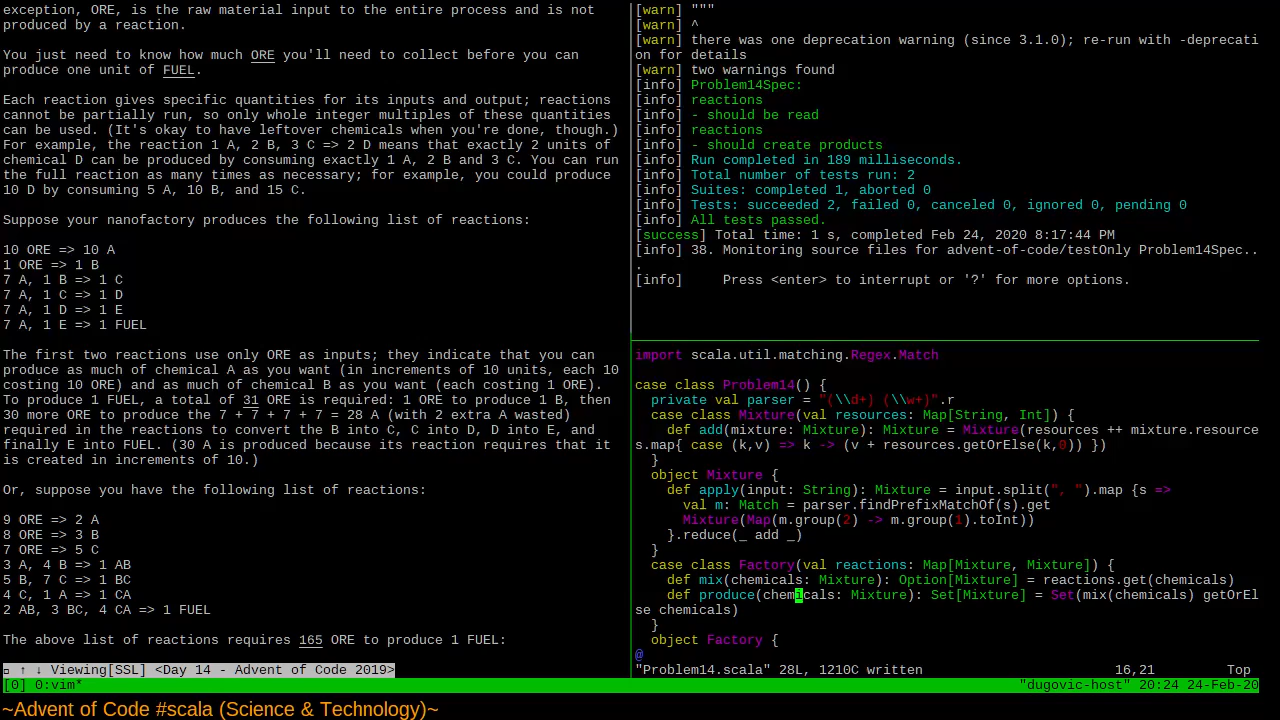 exception, ORE, is the raw material input to the entire process and is not
produced by a reaction.
You just need to know how much ORE you'll need to collect before you can
produce one unit of FUEL.
Each reaction gives specific quantities for its inputs and output; reactions
cannot be partially run, so only whole integer multiples of these quantities
can be used. (It's okay to have leftover chemicals when you're done, though.)
For example, the reaction 1 A, 2 B, 3 C => 2 D means that exactly 2 units of
chemical D can be produced by consuming exactly 1 A, 2 B and 3 C. You can run
the full reaction as many times as necessary; for example, you could produce
10 D by consuming 5 A, 10 B, and 15 C.
Suppose your nanofactory produces the following list of reactions:
10 ORE => 10 A
1 ORE => 1 B
7 A, 1 B => 1 C
7 A, 1 C => 1 D
7 A, 1 D => 1 E
7 A, 1 E => 1 FUEL
The first two reactions use only ORE as inputs; they indicate that you can
produce as much of chemical A as you want (in increments of 10 units, each 10
costing 10 ORE) and as much of chemical B as you want (each costing 1 ORE).
To produce 1 FUEL, a total of 31 ORE is required: 1 ORE to produce 1 B, then
30 more ORE to produce the 7 + 7 + 7 + 7 = 28 A (with 2 extra A wasted)
required in the reactions to convert the B into C, C into D, D into E, and
finally E into FUEL. (30 A is produced because its reaction requires that it
is created in increments of 10.)
Or, suppose you have the following list of reactions:
9 ORE => 2 A
8 ORE => 3 B
7 ORE => 5 C
3 A, 4 B => 1 AB
5 B, 7 C => 1 BC
4 C, 1 A => 1 CA
2 AB, 3 BC, 4 CA => 1 FUEL
The above list of reactions requires 165 ORE to produce 1 FUEL:
↑ ↓ Viewing[SSL] <Day 14 - Advent of Code 2019>
[warn] """
[warn] ^
[warn] there was one deprecation warning (since 3.1.0); re-run with -deprecati
on for details
[warn] two warnings found
[info] Problem14Spec:
[info] reactions
[info] - should be read
[info] reactions
[info] - should create products
[info] Run completed in 189 milliseconds.
[info] Total number of tests run: 2
[info] Suites: completed 1, aborted 0
[info] Tests: succeeded 2, failed 0, canceled 0, ignored 0, pending 0
[info] All tests passed.
[success] Total time: 1 s, completed Feb 24, 2020 8:17:44 PM
[info] 38. Monitoring source files for advent-of-code/testOnly Problem14Spec..
.
[info]     Press <enter> to interrupt or '?' for more options.
import scala.util.matching.Regex.Match
case class Problem14() {
  private val parser = "(\\d+) (\\w+)".r
  case class Mixture(val resources: Map[String, Int]) {
    def add(mixture: Mixture): Mixture = Mixture(resources ++ mixture.resource
s.map{ case (k,v) => k -> (v + resources.getOrElse(k,0)) })
  }
  object Mixture {
    def apply(input: String): Mixture = input.split(", ").map {s =>
      val m: Match = parser.findPrefixMatchOf(s).get
      Mixture(Map(m.group(2) -> m.group(1).toInt))
    }.reduce(_ add _)
  }
  case class Factory(val reactions: Map[Mixture, Mixture]) {
    def mix(chemicals: Mixture): Option[Mixture] = reactions.get(chemicals)
    def produce(chemicals: Mixture): Set[Mixture] = Set(mix(chemicals) getOrEl
se chemicals)
  }
  object Factory {
@
"Problem14.scala" 28L, 1210C written 16,21 Top
[0] 0:vim* "dugovic-host" 20:24 24-Feb-20
~Advent of Code #scala (Science & Technology)~